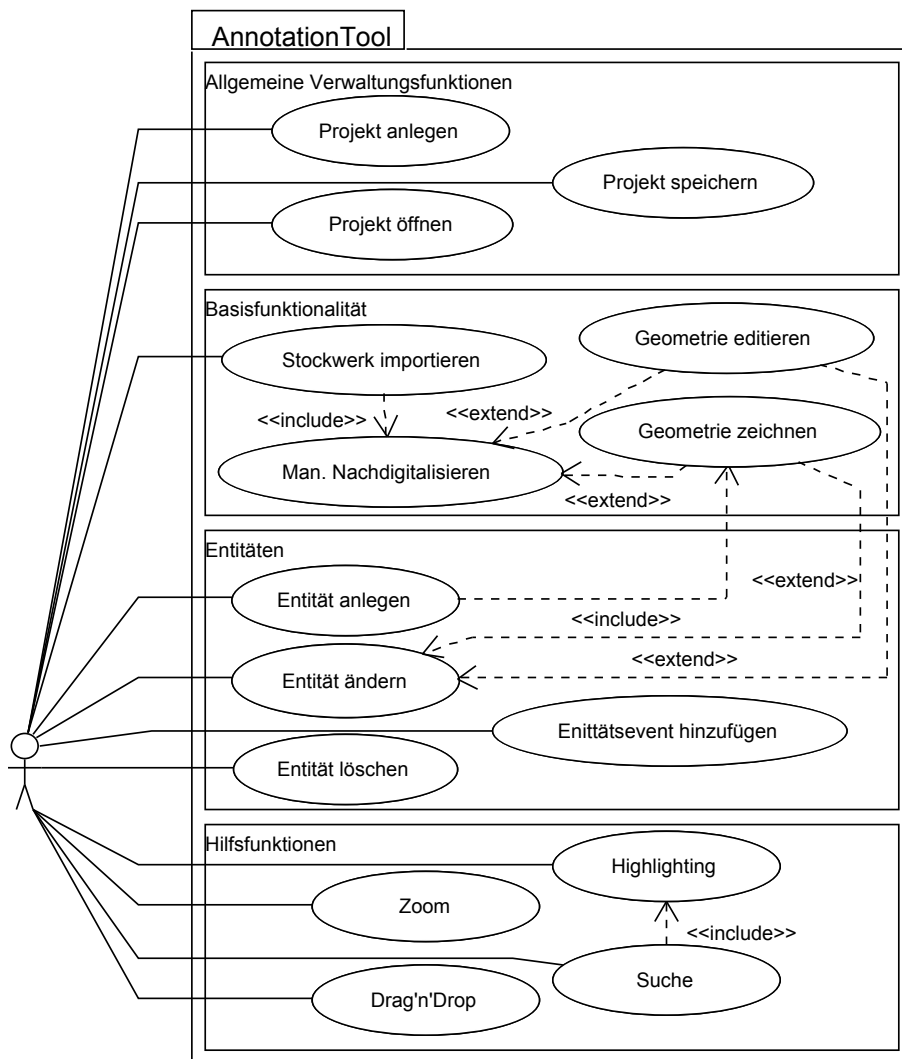 AnnotationTool
Allgemeine Verwaltungsfunktionen
Projekt anlegen
Projekt speichern
Projekt öffnen
Basisfunktionalität
Geometrie editieren
Stockwerk importieren
<<extend>>
<<include>>
Geometrie zeichnen
Man. Nachdigitalisieren
<<extend>>
Entitäten
<<extend>>
Entität anlegen
<<include>>
<<extend>>
Entität ändern
Enittätsevent hinzufügen
Entität löschen
Hilfsfunktionen
Highlighting
Zoom
<<include>>
Suche
Drag'n'Drop